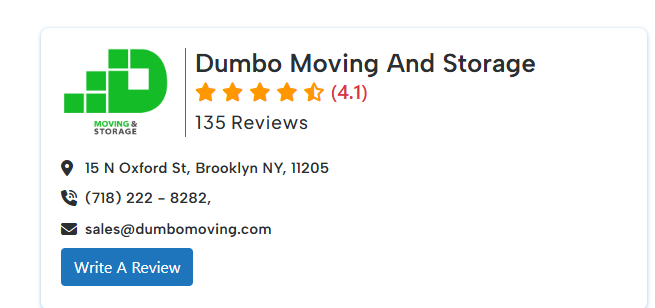 Dumbo Moving And Storage
(4.1)
135 Reviews
MOVING &
STORAGE
15 N Oxford St, Brooklyn NY, 11205
(718) 222 - 8282,
sales@dumbomoving.com
Write A Review